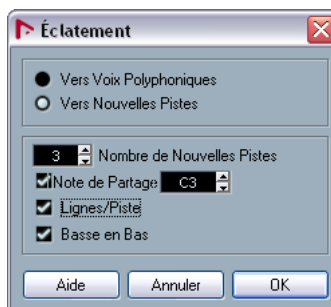 Éclatement
Vers Voix Polyphoniques
Vers Nouvelles Pistes
3 Nombre de Nouvelles Pistes
Note de Partage C3
Lignes/Piste
Basse en Bas
Aide Annuler OK